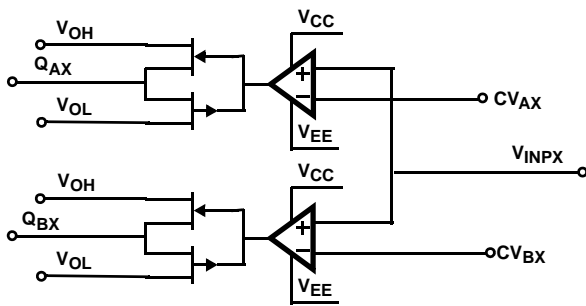 VOH
VCC
QAX
+
−
CVAX
VOL
VEE
VINPX
VOH
VCC
QBX
+
−
CVBX
VOL
VEE